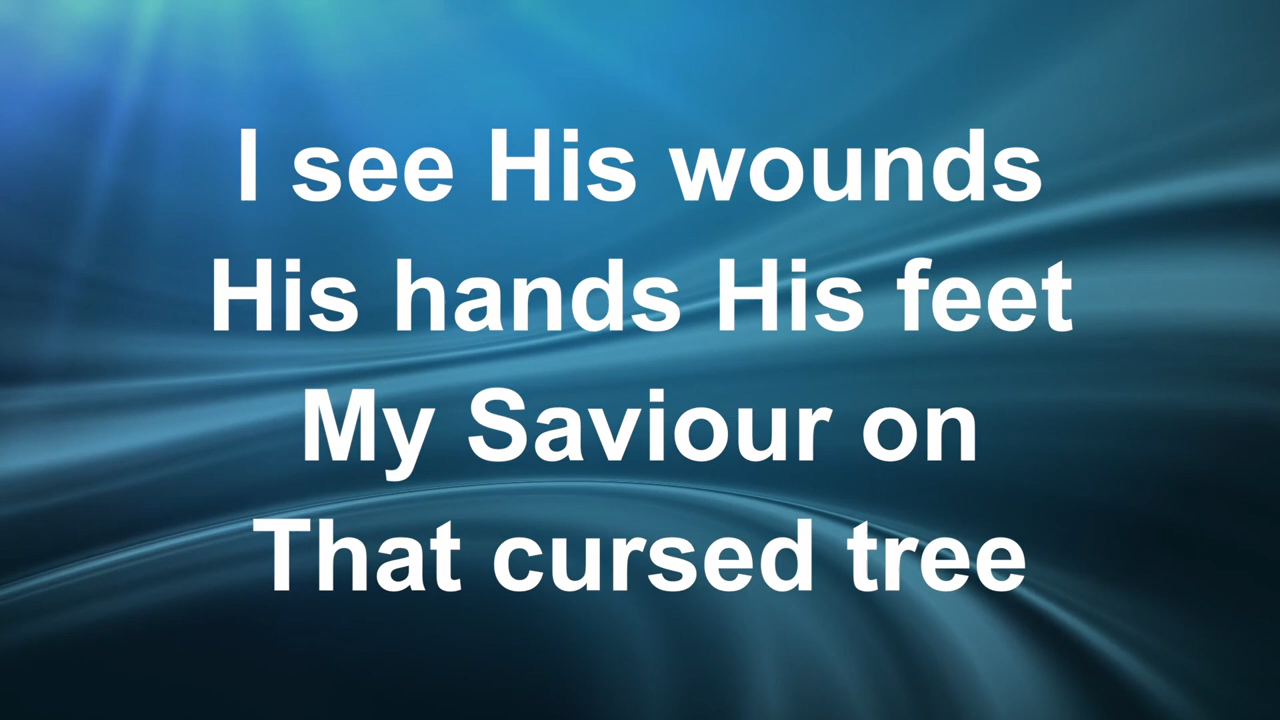 I see His wounds
His hands His feet
My Saviour on
That cursed tree